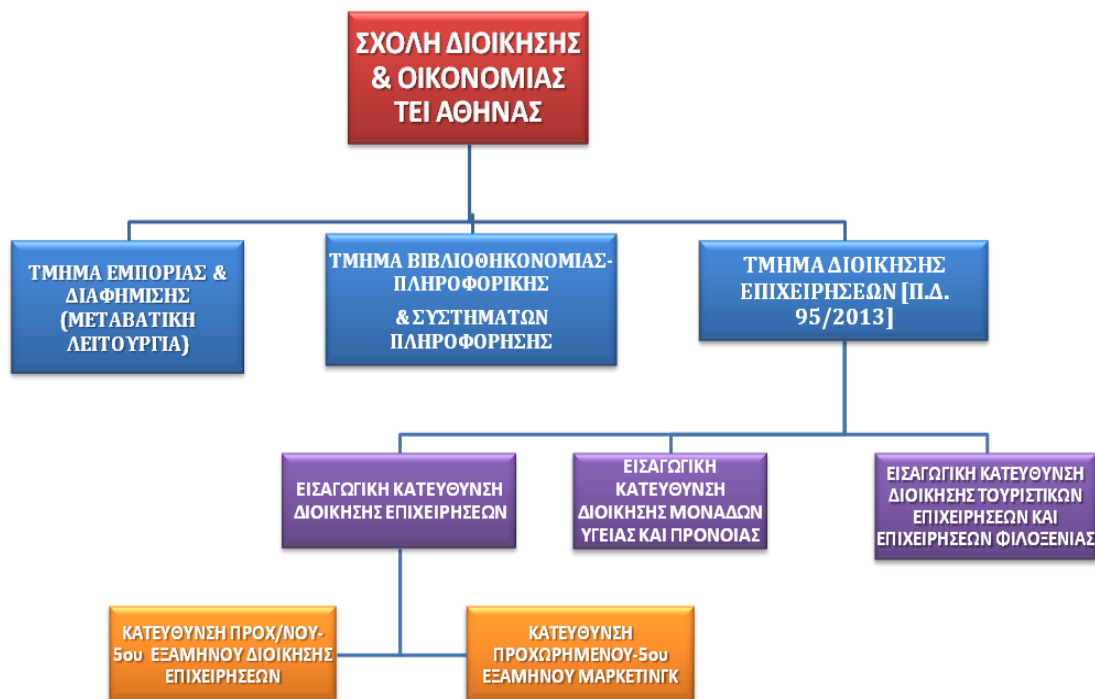 ΣΧΟΛΗ ΔΙΟΙΚΗΣΗΣ
& ΟΙΚΟΝΟΜΙΑΣ
ΤΕΙ ΑΘΗΝΑΣ
ΤΜΗΜΑ ΕΜΠΟΡΙΑΣ &
ΔΙΑΦΗΜΙΣΗΣ
(ΜΕΤΑΒΑΤΙΚΗ
ΛΕΙΤΟΥΡΓΙΑ)
ΤΜΗΜΑ ΒΙΒΛΙΟΘΗΚΟΝΟΜΙΑΣ-
ΠΛΗΡΟΦΟΡΙΚΗΣ
& ΣΥΣΤΗΜΑΤΩΝ
ΠΛΗΡΟΦΟΡΗΣΗΣ
ΤΜΗΜΑ ΔΙΟΙΚΗΣΗΣ
ΕΠΙΧΕΙΡΗΣΕΩΝ [Π.Δ.
95/2013]
ΕΙΣΑΓΩΓΙΚΗ ΚΑΤΕΥΘΥΝΣΗ
ΔΙΟΙΚΗΣΗΣ ΕΠΙΧΕΙΡΗΣΕΩΝ
ΕΙΣΑΓΩΓΙΚΗ
ΚΑΤΕΥΘΥΝΣΗ
ΔΙΟΙΚΗΣΗΣ ΜΟΝΑΔΩΝ
ΥΓΕΙΑΣ ΚΑΙ ΠΡΟΝΟΙΑΣ
ΕΙΣΑΓΩΓΙΚΗ ΚΑΤΕΥΘΥΝΣΗ
ΔΙΟΙΚΗΣΗΣ ΤΟΥΡΙΣΤΙΚΩΝ
ΕΠΙΧΕΙΡΗΣΕΩΝ ΚΑΙ
ΕΠΙΧΕΙΡΗΣΕΩΝ ΦΙΛΟΞΕΝΙΑΣ
ΚΑΤΕΥΘΥΝΣΗ ΠΡΟΧ/ΝΟΥ-
5ου ΕΞΑΜΗΝΟΥ ΔΙΟΙΚΗΣΗΣ
ΕΠΙΧΕΙΡΗΣΕΩΝ
ΚΑΤΕΥΘΥΝΣΗ
ΠΡΟΧΩΡΗΜΕΝΟΥ-5ου
ΕΞΑΜΗΝΟΥ ΜΑΡΚΕΤΙΝΓΚ